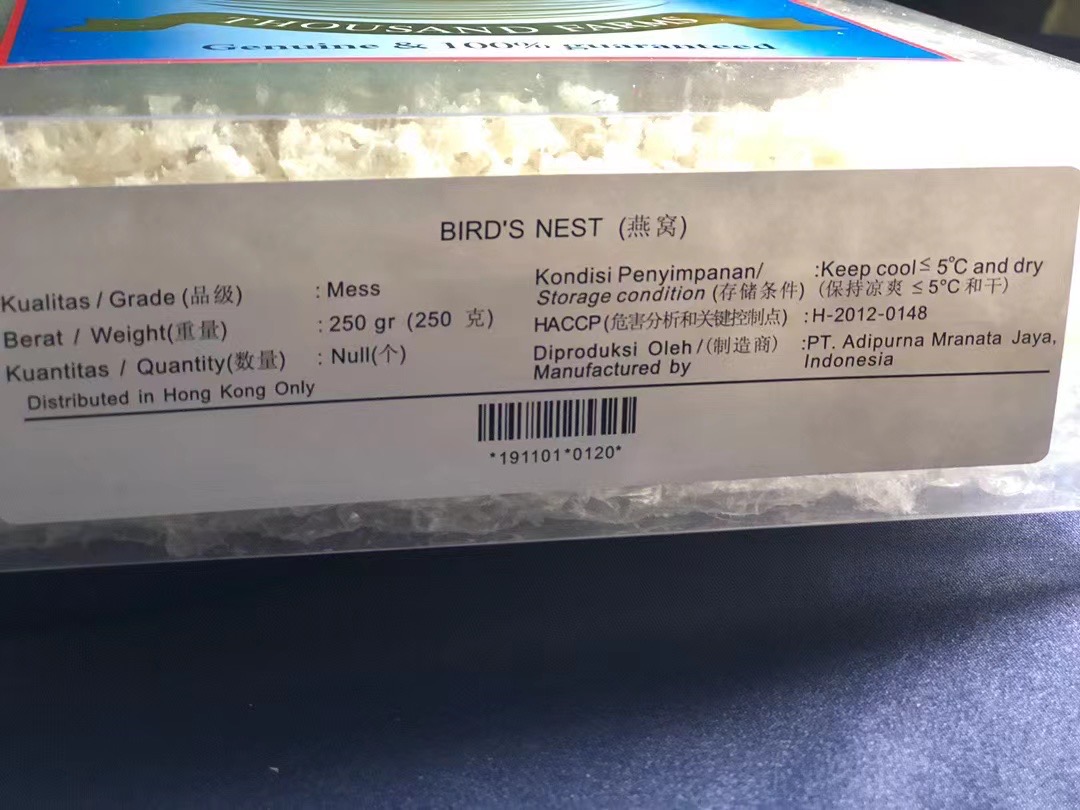 THOUSAND FARMS
Genuine & 100% guaranteed
BIRD'S NEST (燕窝)
Kualitas / Grade (品级) : Mess
Berat / Weight(重量) : 250 gr (250 克)
Kuantitas / Quantity(数量) : Null(个)
Distributed in Hong Kong Only
Kondisi Penyimpanan/ :Keep cool≤ 5℃ and dry
Storage condition (存储条件) (保持凉爽 ≤5℃ 和干)
HACCP(危害分析和关键控制点) :H-2012-0148
Diproduksi Oleh/(制造商) :PT. Adipurna Mranata Jaya,
Manufactured by Indonesia
*191101*0120*